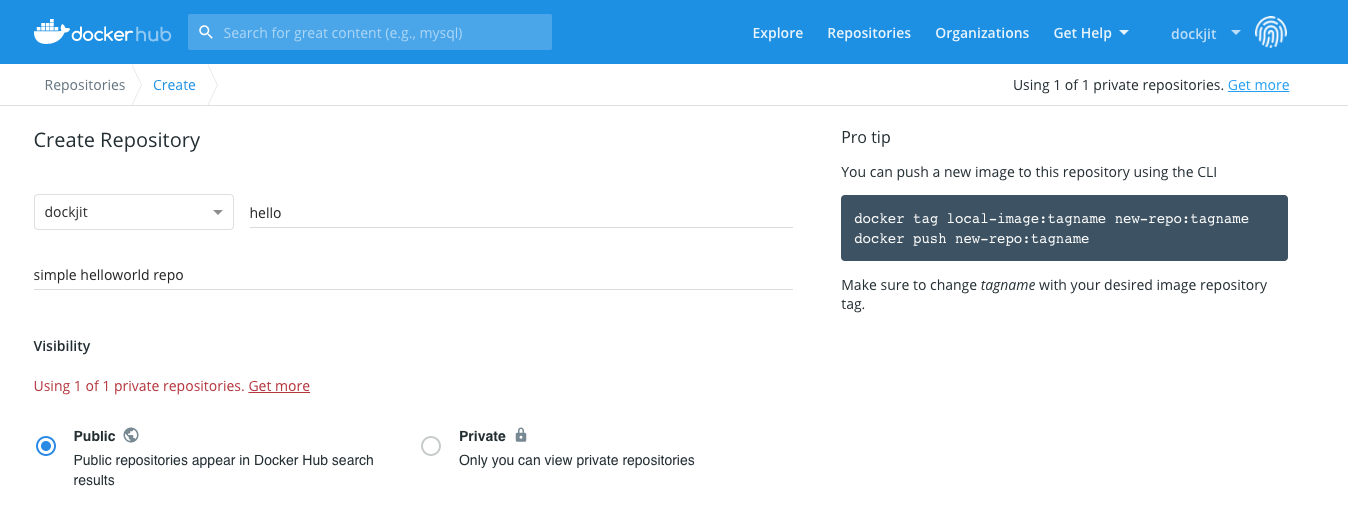 dockerhub
Search for great content (e.g., mysql)
Explore
Repositories
Organizations
Get Help
dockjit
Repositories
Create
Using 1 of 1 private repositories. Get more
Create Repository
dockjit
hello
simple helloworld repo
Visibility
Using 1 of 1 private repositories. Get more
Public
Public repositories appear in Docker Hub search
results
Private
Only you can view private repositories
Pro tip
You can push a new image to this repository using the CLI
docker tag local-image:tagname new-repo:tagname
docker push new-repo:tagname
Make sure to change tagname with your desired image repository
tag.